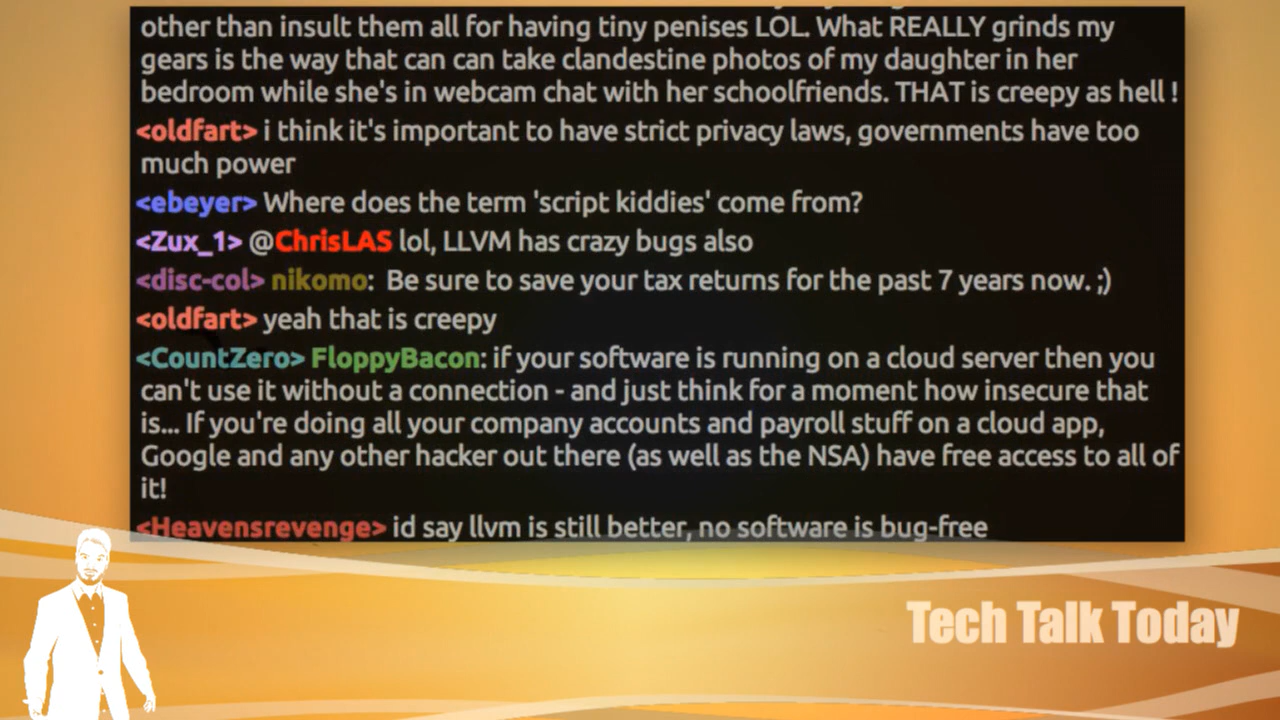 other than insult them all for having tiny penises LOL. What REALLY grinds my
gears is the way that can can take clandestine photos of my daughter in her
bedroom while she's in webcam chat with her schoolfriends. THAT is creepy as hell !
<oldfart> i think it's important to have strict privacy laws, governments have too
much power
<ebeyer> Where does the term 'script kiddies' come from?
<Zux_1> @ChrisLAS lol, LLVM has crazy bugs also
<disc-col> nikomo: Be sure to save your tax returns for the past 7 years now. ;)
<oldfart> yeah that is creepy
<CountZero> FloppyBacon: if your software is running on a cloud server then you
can't use it without a connection - and just think for a moment how insecure that
is... If you're doing all your company accounts and payroll stuff on a cloud app,
Google and any other hacker out there (as well as the NSA) have free access to all of
it!
<Heavensrevenge> id say llvm is still better, no software is bug-free
Tech Talk Today